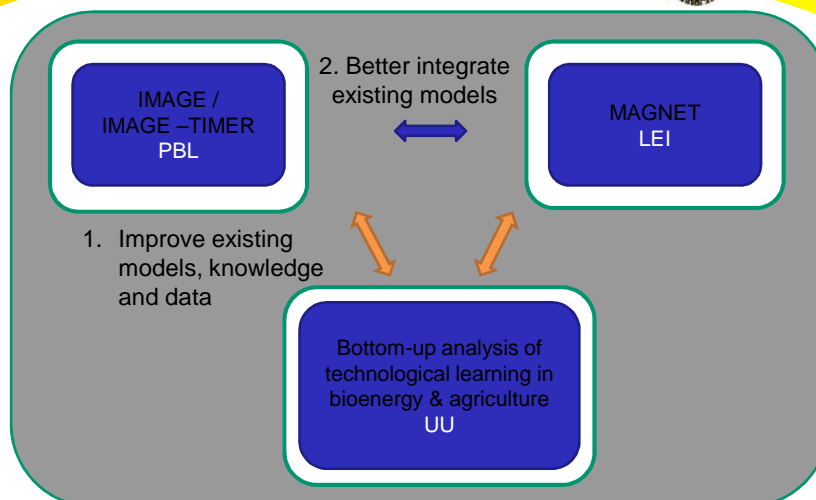 2. Better integrate
existing models
IMAGE /
IMAGE –TIMER
PBL
MAGNET
LEI
1. Improve existing
models, knowledge
and data
Bottom-up analysis of
technological learning in
bioenergy & agriculture
UU